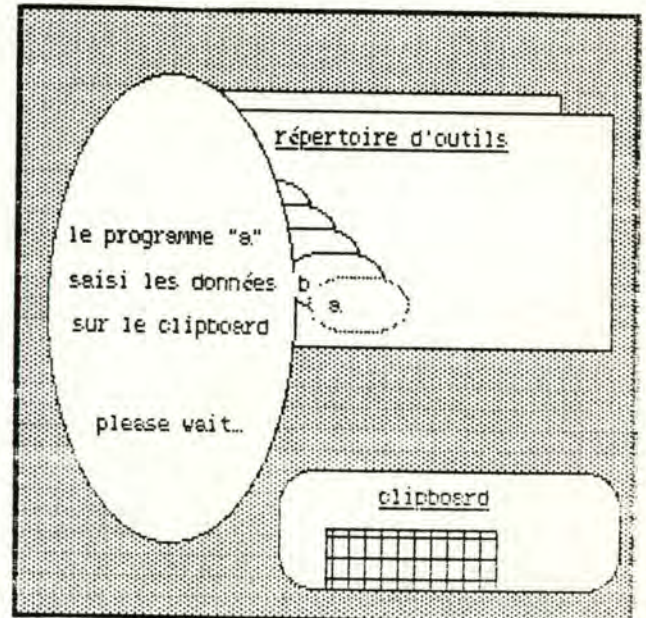 répertoire d'outils
le programme "a"
saisi les données
sur le clipboard
please wait…
b
a
clipboard